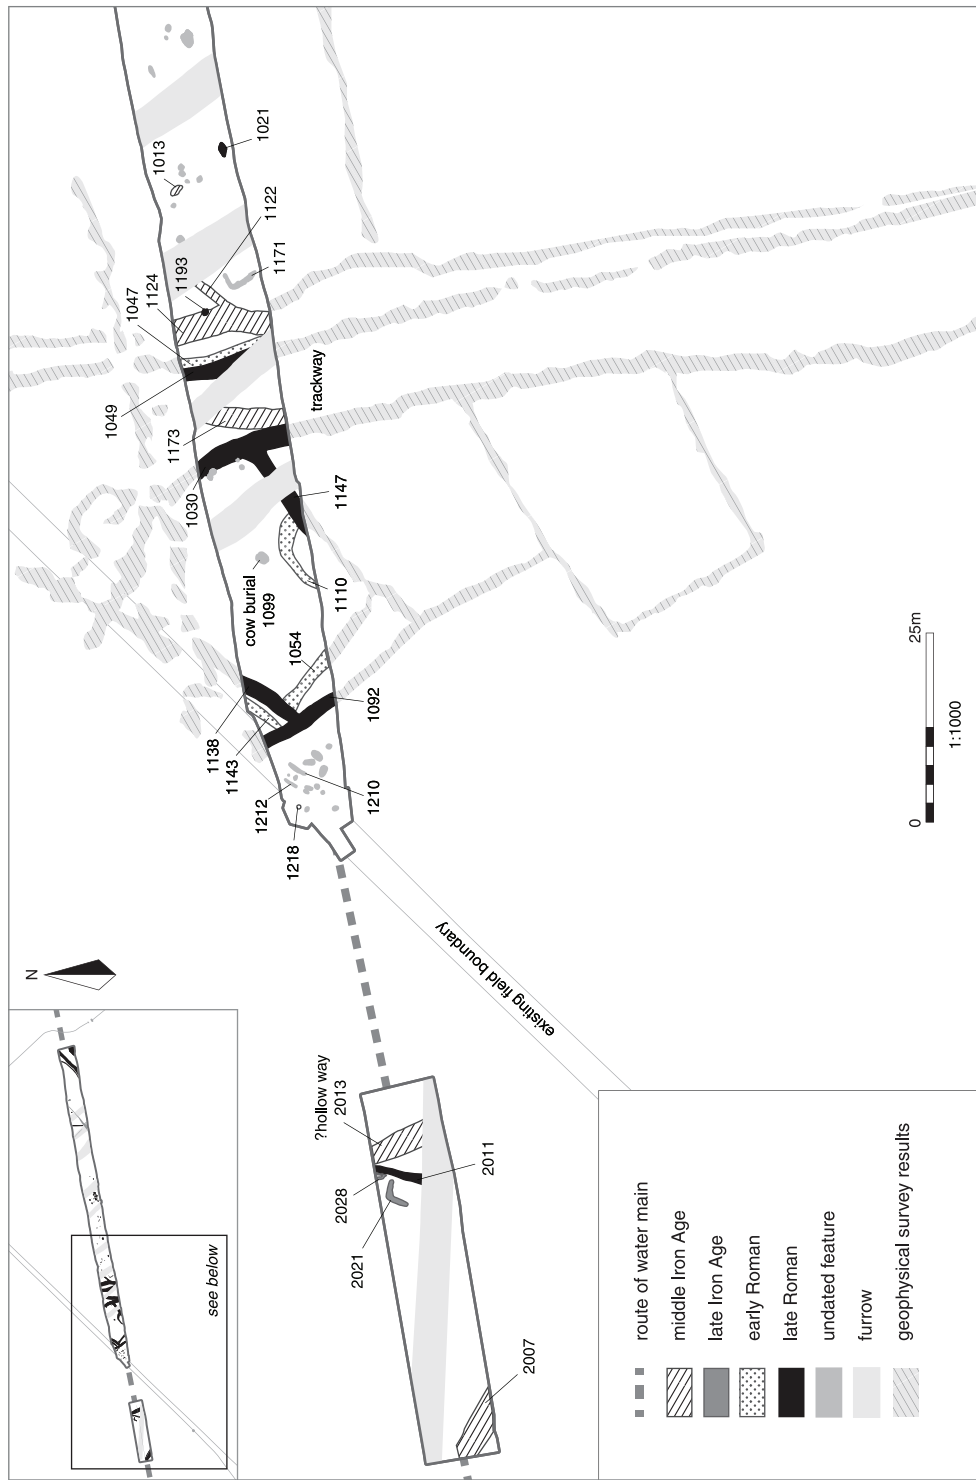 N
see below
1013
1021
1122
1171
1193
1124
1047
1049
1173
1030
trackway
1147
cow burial
1099
1110
1054
1092
1138
1143
1210
1212
1218
existing field boundary
?hollow way
2013
2028
2021
2011
2007
0
25m
1:1000
route of water main
middle Iron Age
late Iron Age
early Roman
late Roman
undated feature
furrow
geophysical survey results